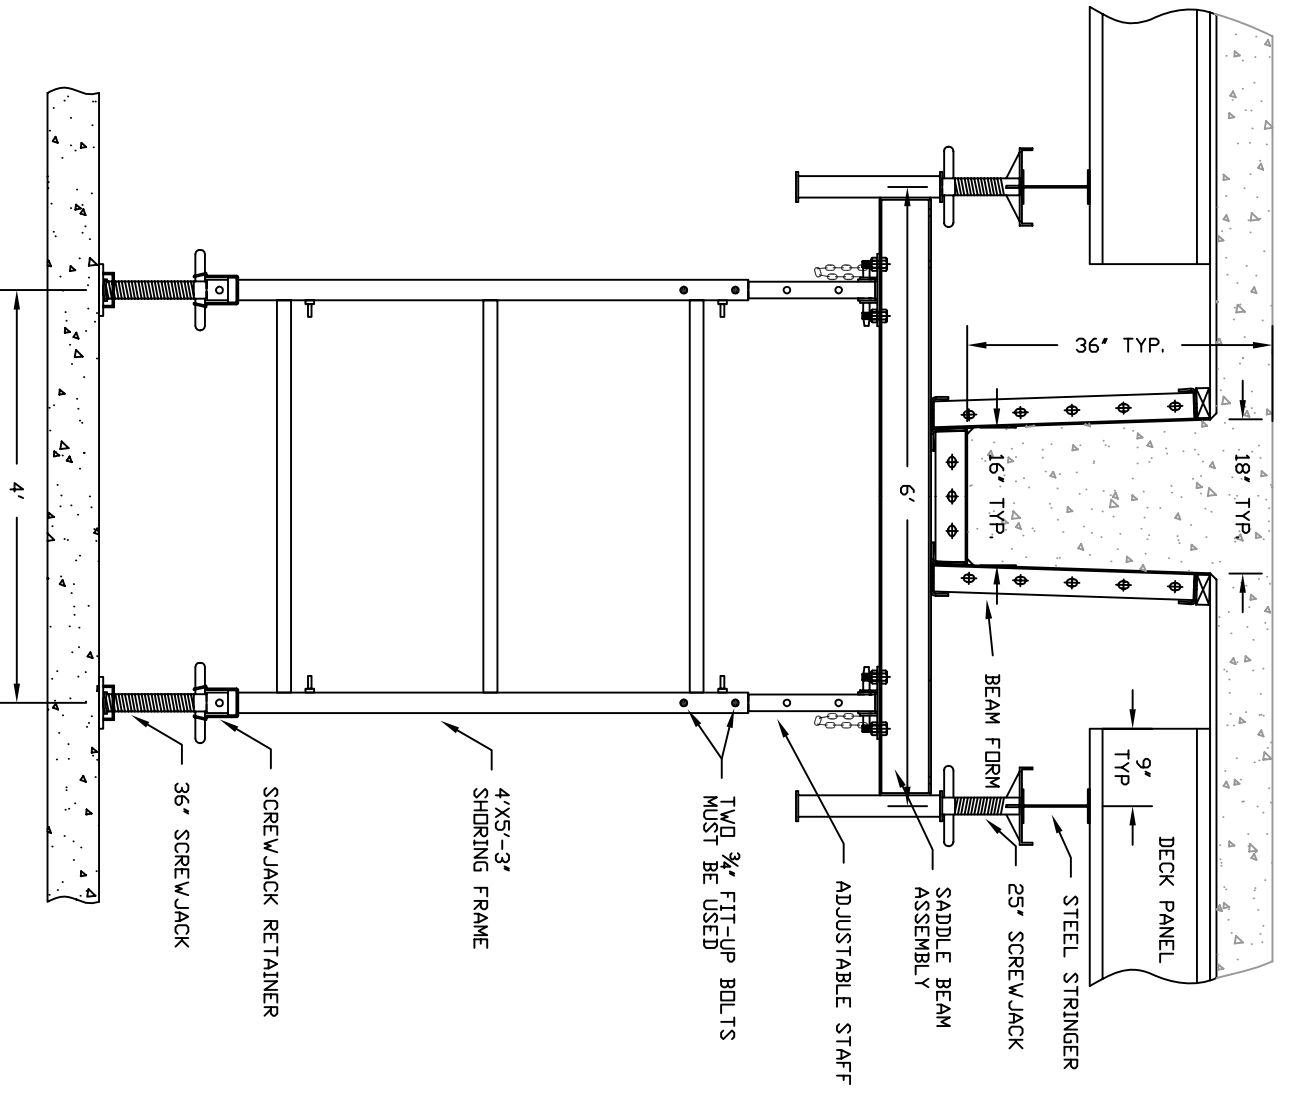 18" TYP.
36" TYP.
16" TYP.
9"
TYP
DECK PANEL
STEEL STRINGER
25" SCREWJACK
BEAM FORM
6'
SADDLE BEAM
ASSEMBLY
ADJUSTABLE STAFF
TWO ¾" FIT-UP BOLTS
MUST BE USED
4'X5'-3"
SHORING FRAME
SCREWJACK RETAINER
36" SCREWJACK
4'